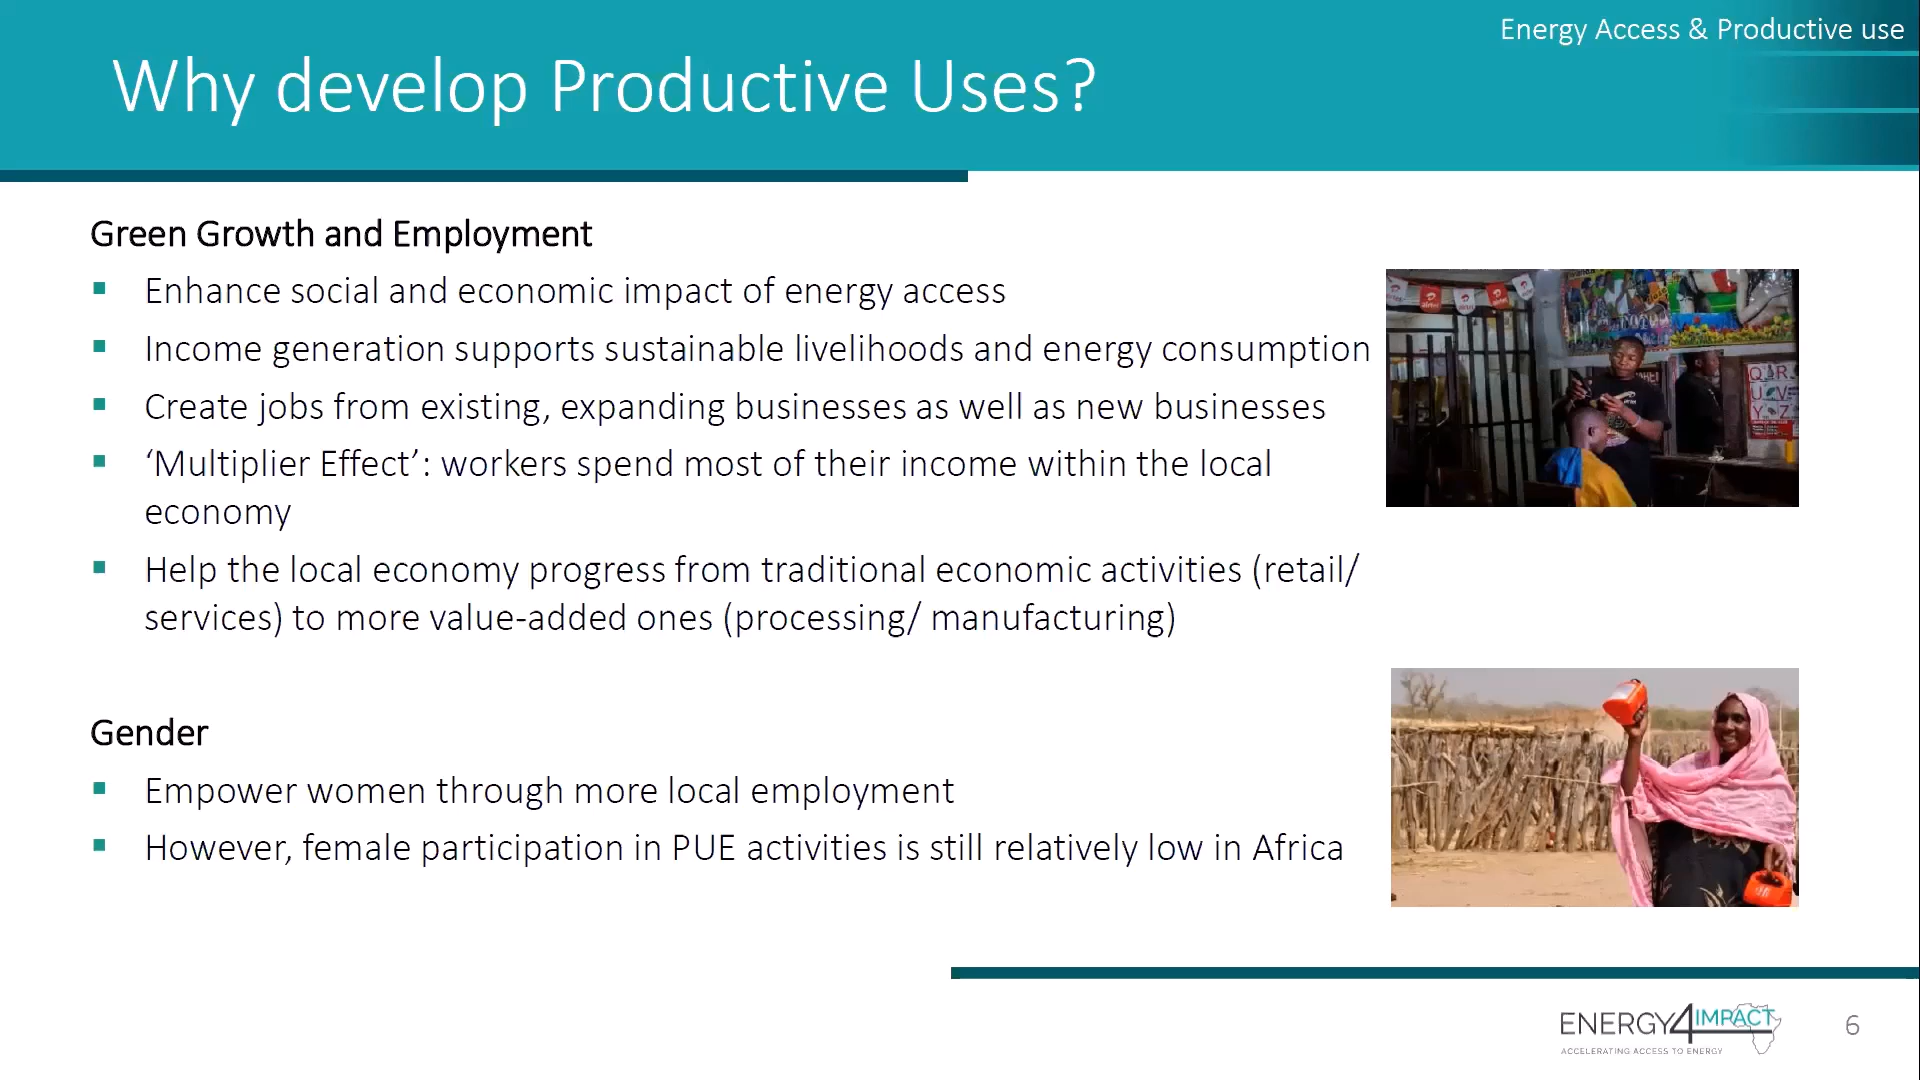 Energy Access & Productive use
Why develop Productive Uses?
Green Growth and Employment
Enhance social and economic impact of energy access
Income generation supports sustainable livelihoods and energy consumption
Create jobs from existing, expanding businesses as well as new businesses
‘Multiplier Effect’: workers spend most of their income within the local
economy
Help the local economy progress from traditional economic activities (retail/
services) to more value-added ones (processing/ manufacturing)
Gender
Empower women through more local employment
However, female participation in PUE activities is still relatively low in Africa
ENERGY4IMPACT
ACCELERATING ACCESS TO ENERGY
6